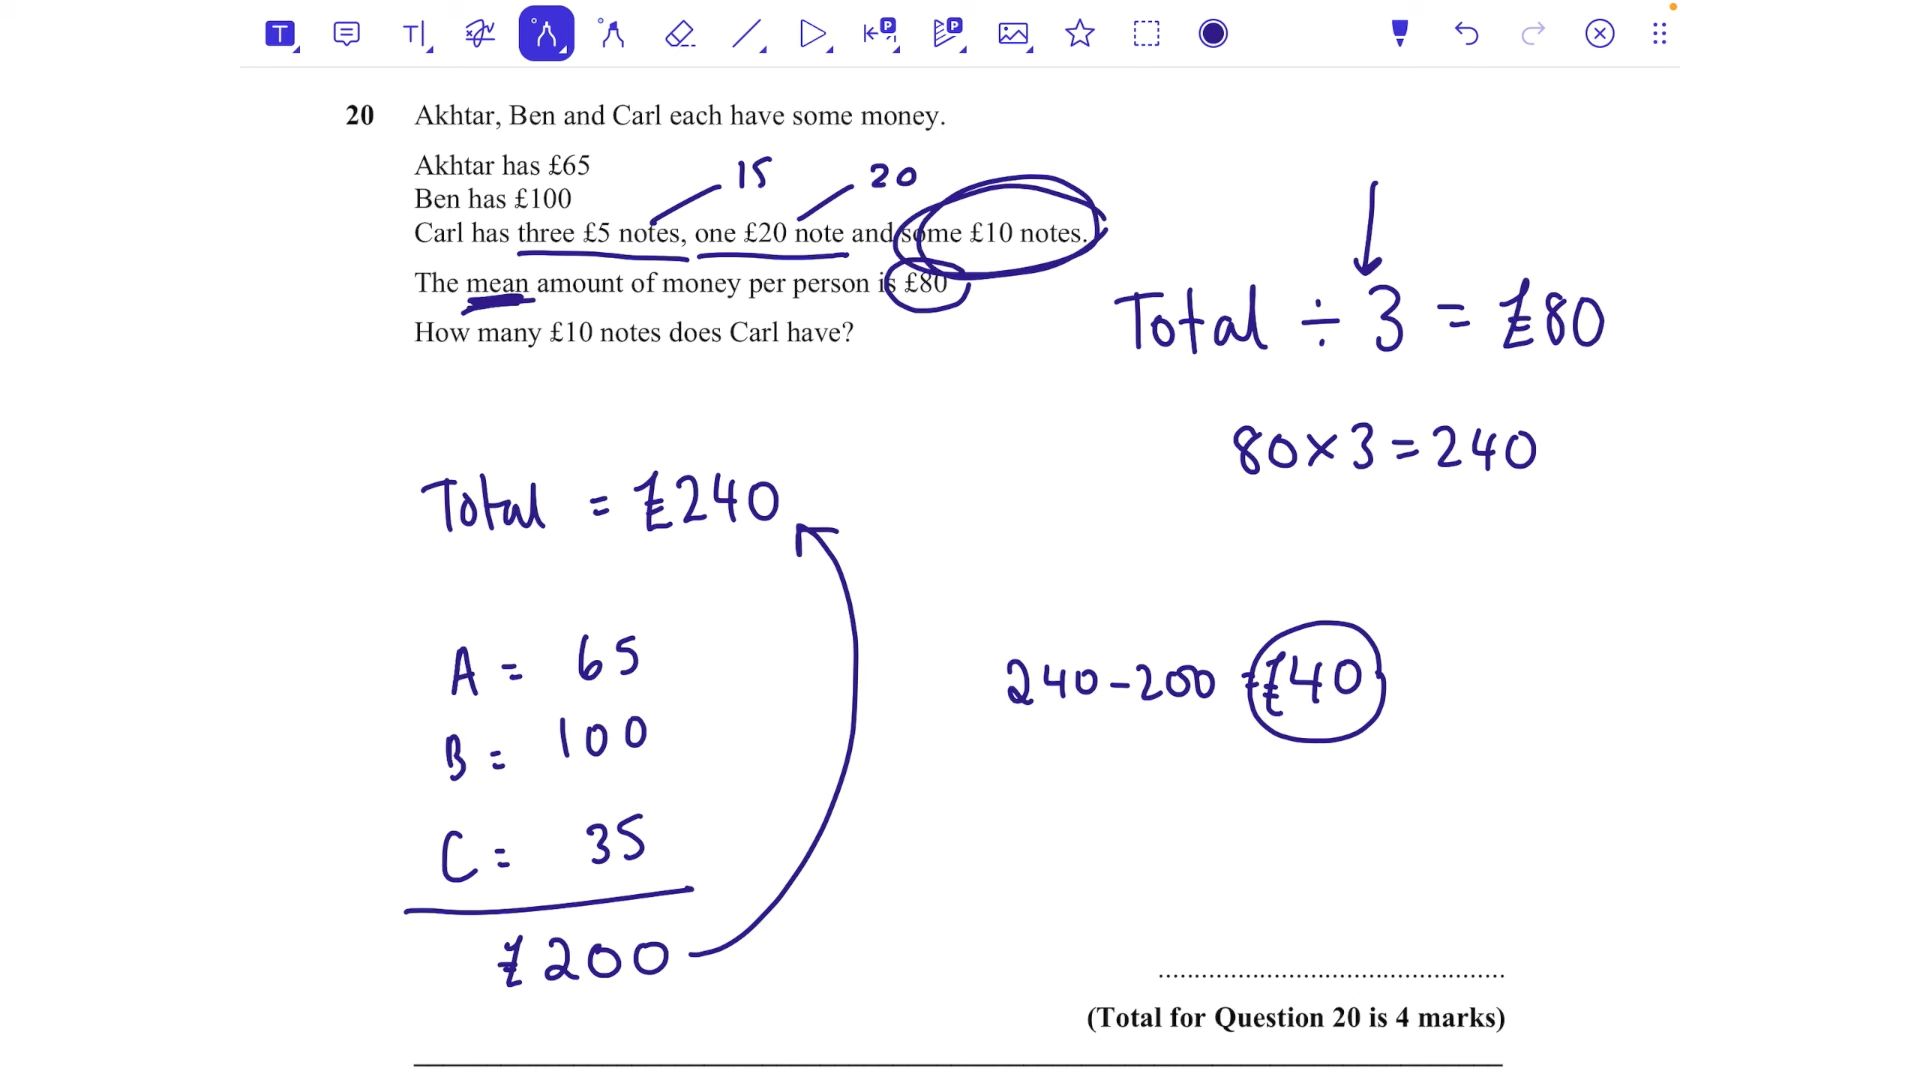 20 Akhtar, Ben and Carl each have some money.
Akhtar has £65
15
20
Ben has £100
Carl has three £5 notes, one £20 note and some £10 notes.
The mean amount of money per person is £80
How many £10 notes does Carl have?
Total ÷ 3 = £80
80 × 3 = 240
Total = £240
A = 65
B = 100
C = 35
£200
240 - 200 = £40
(Total for Question 20 is 4 marks)